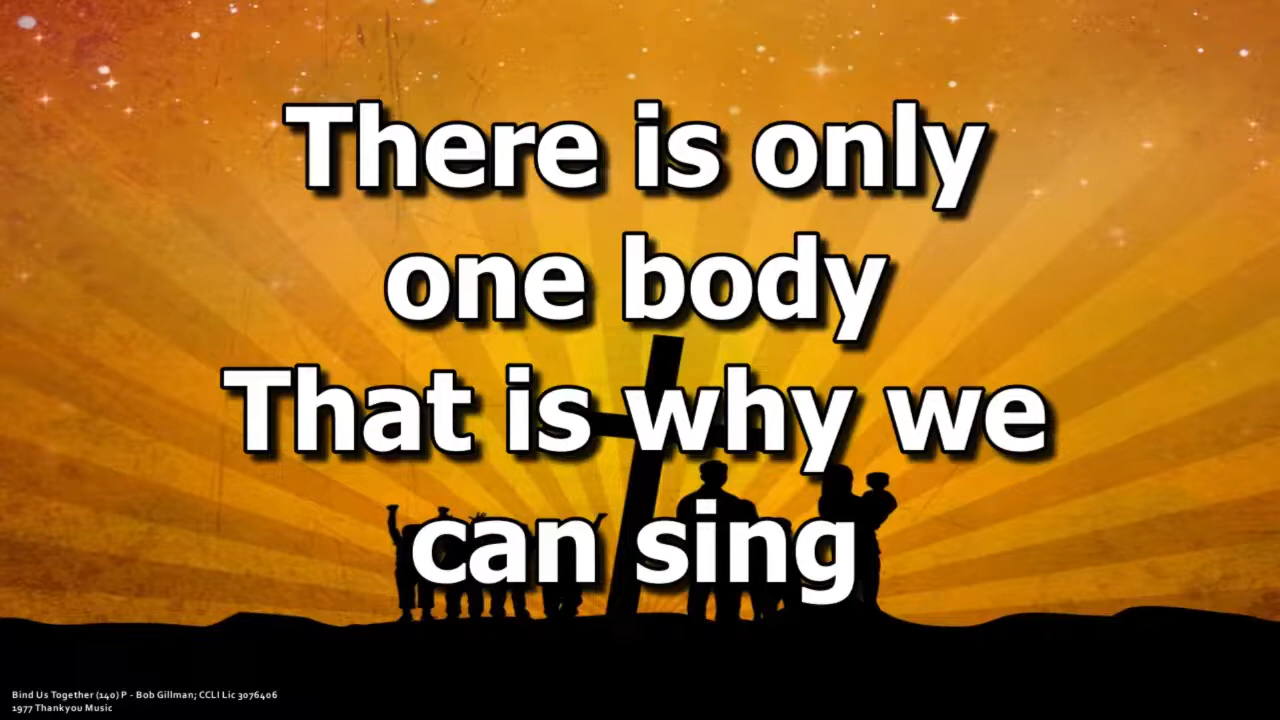 There is only
one body
That is why we
can sing
Bind Us Together (140) P - Bob Gillman; CCLI Lic 3076406
1977 Thankyou Music